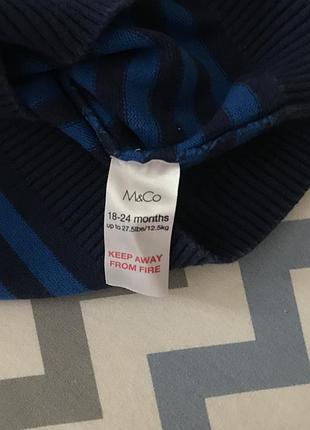 M&Co
18-24 months
up to 27.5lbs/12.5kg
KEEP AWAY
FROM FIRE